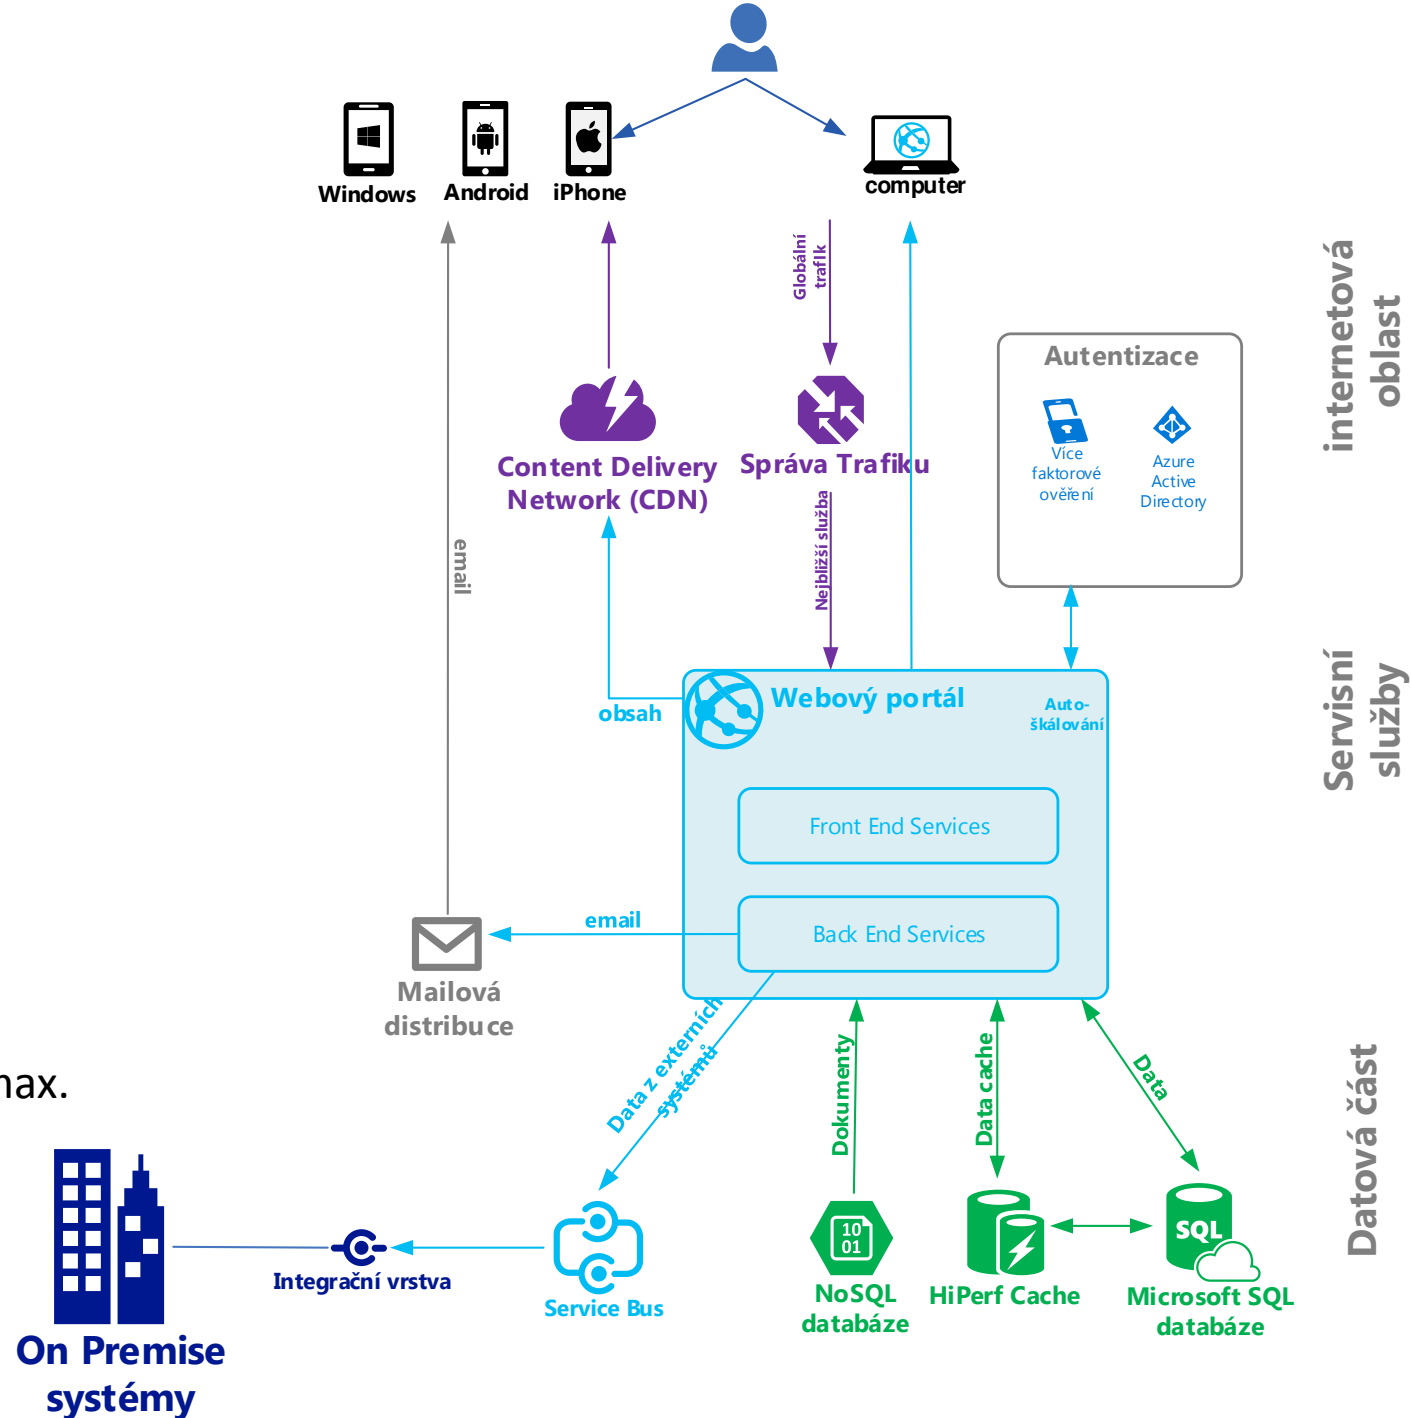 Windows
Android
iPhone
computer
Globální
trafIk
internetová
oblast
Autentizace
Více
faktorové
ověření
Azure
Active
Directory
Content Delivery
Network (CDN)
Správa Trafiku
Nejbližší služba
email
Servisní
služby
obsah
Webový portál
Auto-
škálování
Front End Services
email
Back End Services
Mailová
distribuce
Data z externích
systémů
Dokumenty
Data cache
Data
Datová část
max.
10
01
SQL
Integrační vrstva
Service Bus
NoSQL
databáze
HiPerf Cache
Microsoft SQL
databáze
On Premise
systémy